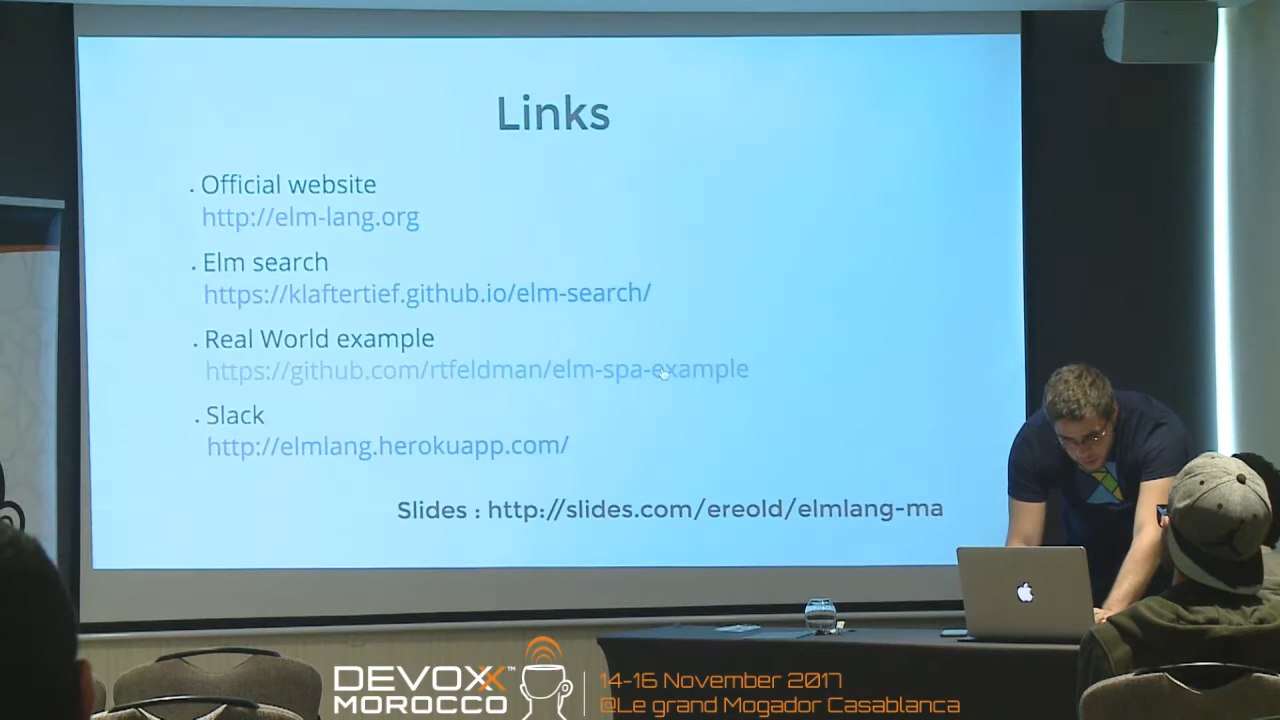 Links
. Official website
http://elm-lang.org
. Elm search
https://klaftertief.github.io/elm-search/
. Real World example
https://github.com/rtfeldman/elm-spa-example
. Slack
http://elmlang.herokuapp.com/
Slides : http://slides.com/ereold/elmlang-ma
DEVOXX™
MOROCCO
14-16 November 2017
@Le grand Mogador Casablanca